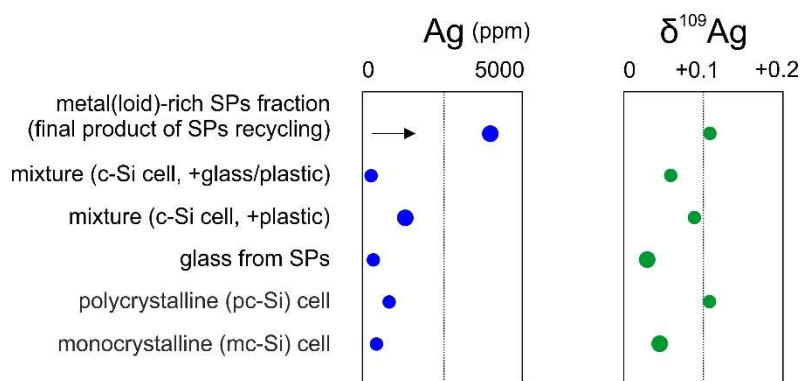 Ag (ppm)
δ¹⁰⁹Ag
0 5000
0 +0.1 +0.2
metal(loid)-rich SPs fraction
(final product of SPs recycling)
mixture (c-Si cell, +glass/plastic)
mixture (c-Si cell, +plastic)
glass from SPs
polycrystalline (pc-Si) cell
monocrystalline (mc-Si) cell